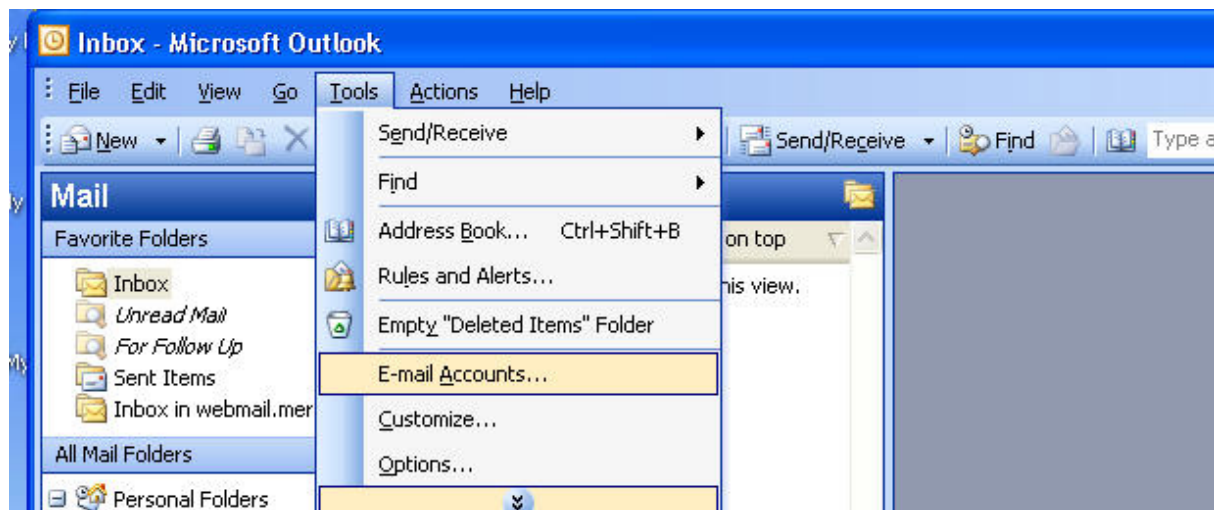 Inbox - Microsoft Outlook
File Edit View Go Tools Actions Help
New Send/Receive Find Type a
Mail
Favorite Folders
Inbox
Unread Mail
For Follow Up
Sent Items
Inbox in webmail.mer
All Mail Folders
Personal Folders
Send/Receive
Find
Address Book... Ctrl+Shift+B
Rules and Alerts...
Empty "Deleted Items" Folder
E-mail Accounts...
Customize...
Options...
on top
his view.